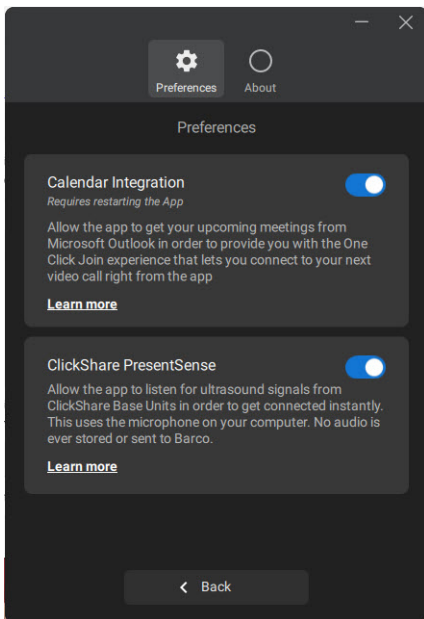 Preferences
About
Preferences
Calendar Integration
Requires restarting the App
Allow the app to get your upcoming meetings from
Microsoft Outlook in order to provide you with the One
Click Join experience that lets you connect to your next
video call right from the app
Learn more
ClickShare PresentSense
Allow the app to listen for ultrasound signals from
ClickShare Base Units in order to get connected instantly.
This uses the microphone on your computer. No audio is
ever stored or sent to Barco.
Learn more
Back